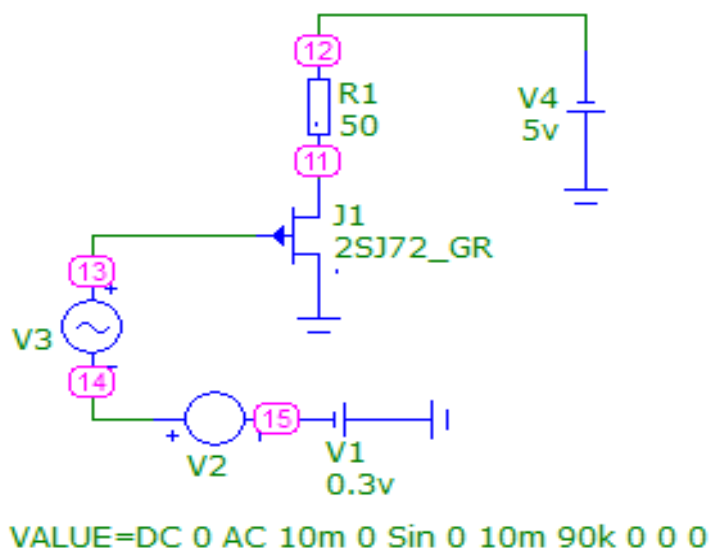 12
R1
50
V4
5v
11
J1
2SJ72_GR
13
+
V3
-
14
+
V2
15
V1
0.3v
VALUE=DC 0 AC 10m 0 Sin 0 10m 90k 0 0 0